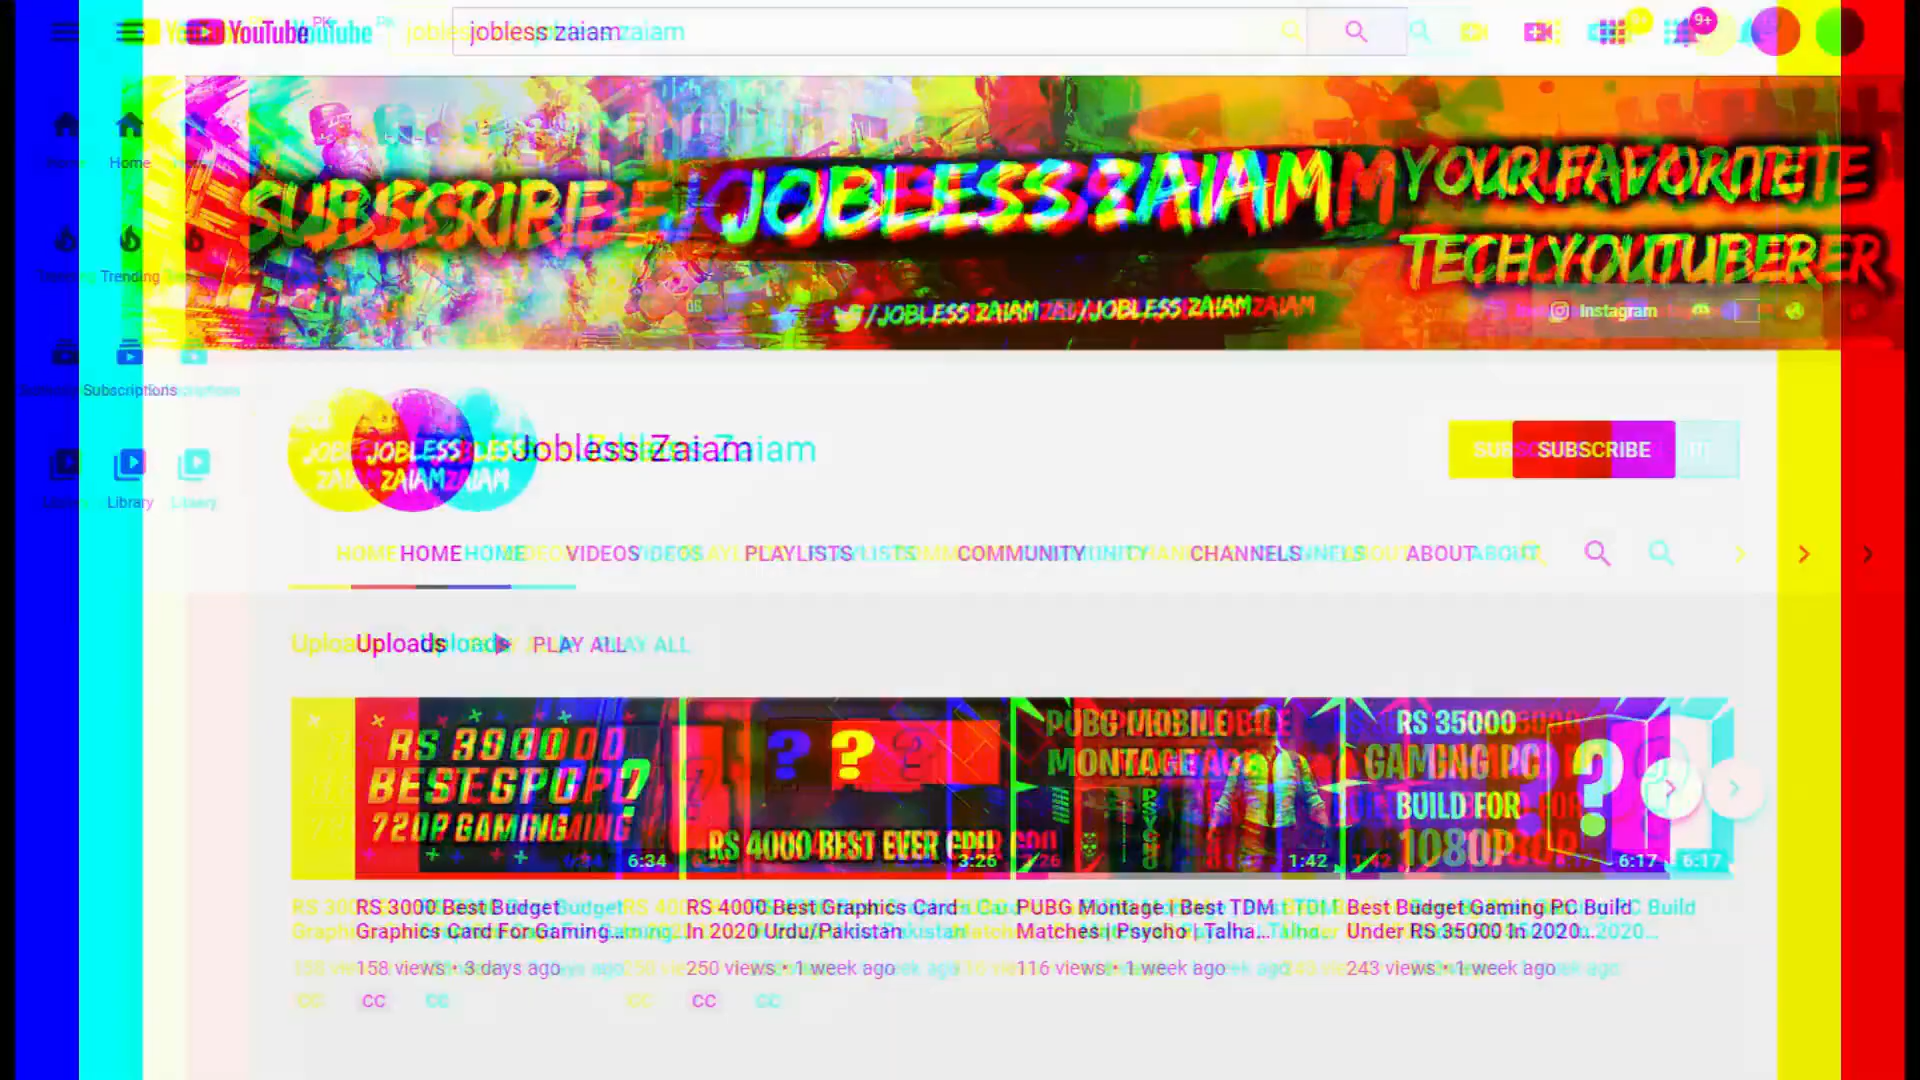 YouTube PK
jobless zaiam
9+
SUBSCRIBE
JOBLESS ZAIAM
YOUR FAVORITE
TECH YOUTUBER
/JOBLESS ZAIAM /JOBLESS ZAIAM
Instagram
Home
Trending
Subscriptions
Library
JOBLESS
ZAIAM
Jobless Zaiam
SUBSCRIBE
HOME VIDEOS PLAYLISTS COMMUNITY CHANNELS ABOUT
Uploads PLAY ALL
RS 3000
BEST GPU ?
720P GAMING
6:34
? ? ?
RS 4000 BEST EVER GPU
3:26
PUBG MOBILE
MONTAGE
1:42
RS 35000
GAMING PC
BUILD FOR
1080P
?
6:17
RS 3000 Best Budget
Graphics Card For Gaming...
158 views • 3 days ago
CC
RS 4000 Best Graphics Card
In 2020 Urdu/Pakistan
250 views • 1 week ago
CC
PUBG Montage | Best TDM
Matches | Psycho | Talha...
116 views • 1 week ago
Best Budget Gaming PC Build
Under RS 35000 In 2020...
243 views • 1 week ago